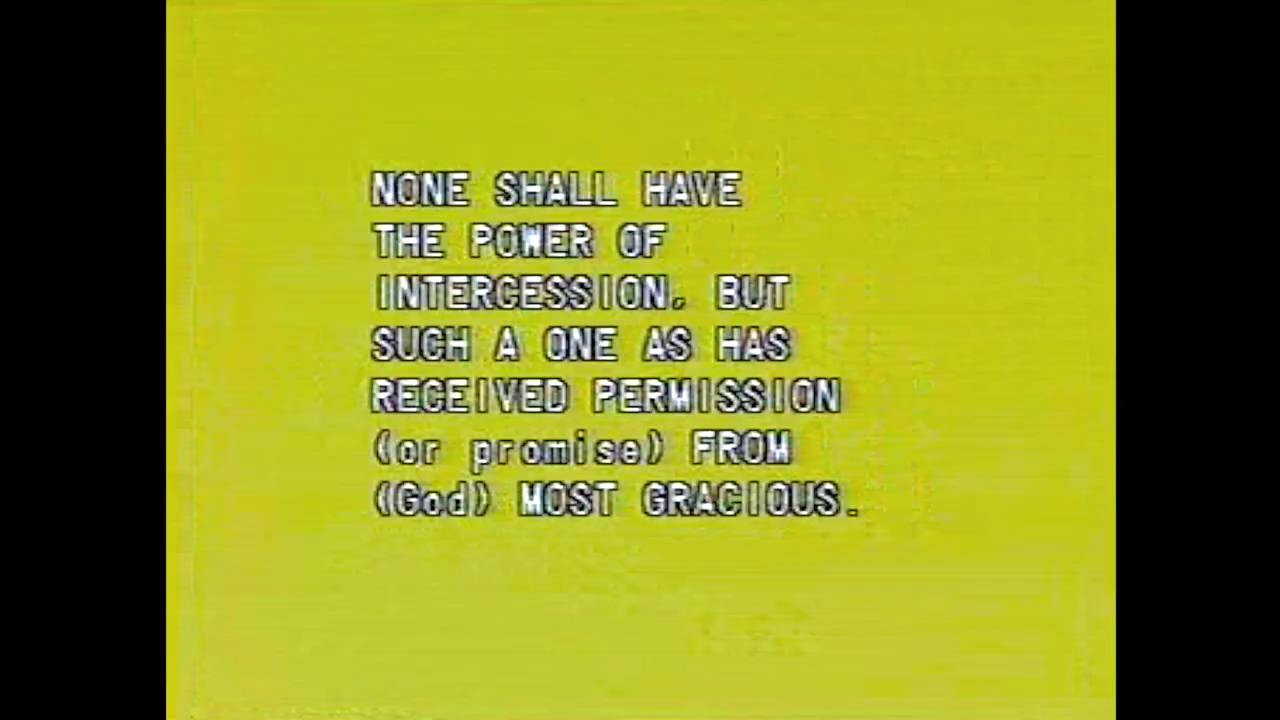 NONE SHALL HAVE
THE POWER OF
INTERCESSION, BUT
SUCH A ONE AS HAS
RECEIVED PERMISSION
(or promise) FROM
(God) MOST GRACIOUS.